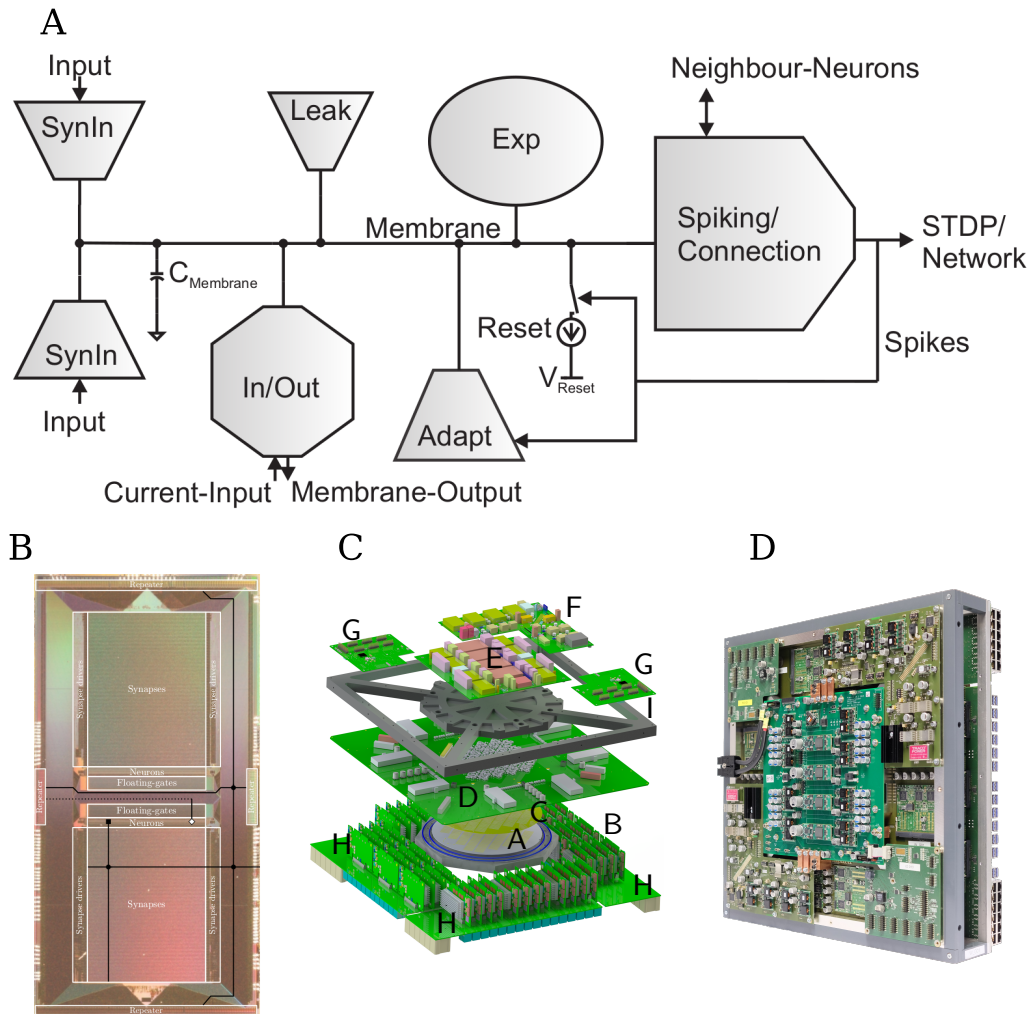 A
Input
SynIn
Leak
Exp
Neighbour-Neurons
Membrane
Spiking/
Connection
STDP/
Network
C Membrane
SynIn
Input
In/Out
Reset
V Reset
Spikes
Adapt
Current-Input
Membrane-Output
B
Repeater
Synapse drivers
Synapses
Synapse drivers
Neurons
Floating-gates
Repeater
Repeater
Floating-gates
Neurons
Synapse drivers
Synapses
Synapse drivers
Repeater
C
F
G
E
G
I
D
C
B
A
H
H
H
D